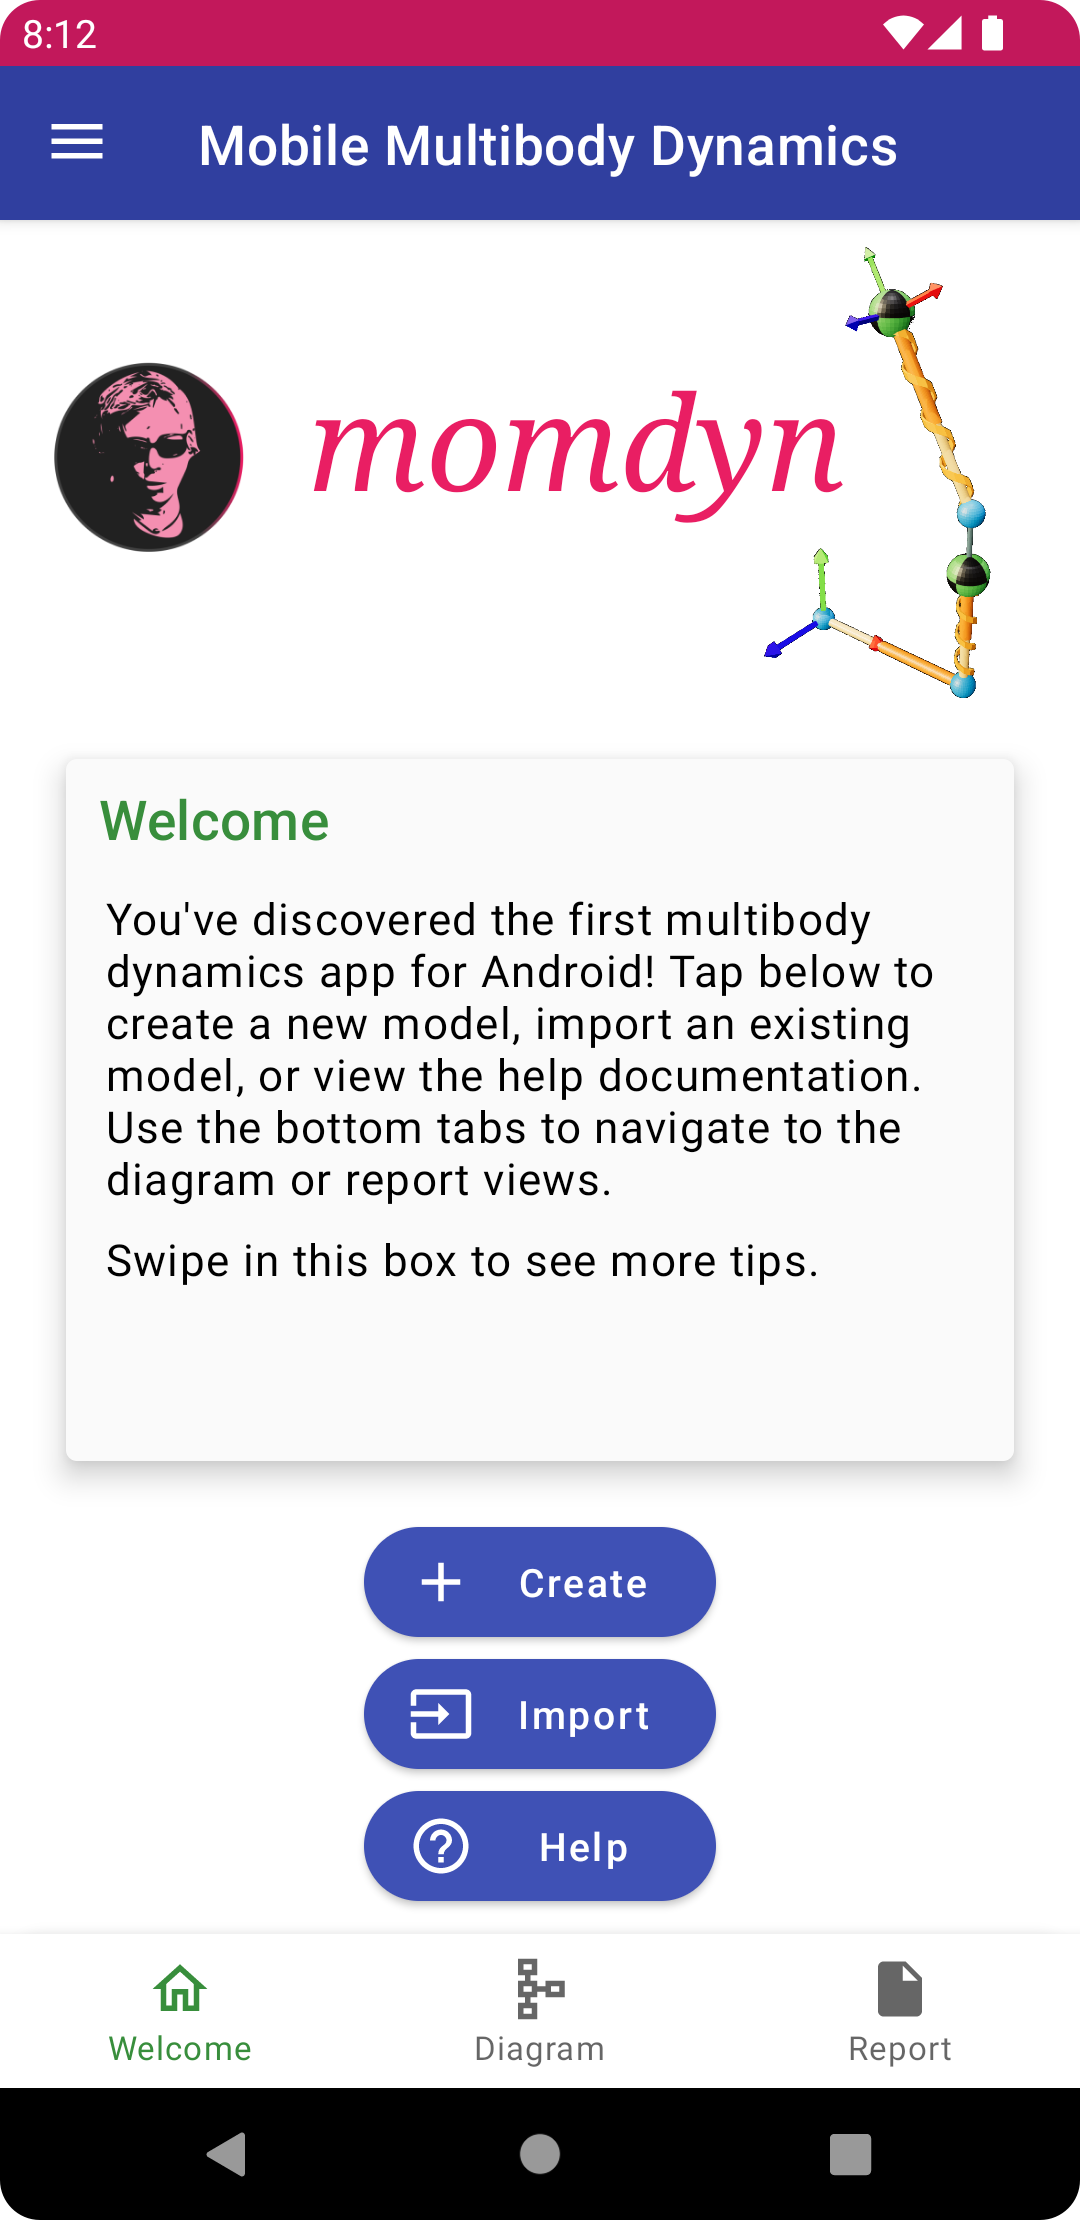 8:12
Mobile Multibody Dynamics
momdyn
Welcome
You've discovered the first multibody
dynamics app for Android! Tap below to
create a new model, import an existing
model, or view the help documentation.
Use the bottom tabs to navigate to the
diagram or report views.
Swipe in this box to see more tips.
Create
Import
Help
Welcome
Diagram
Report